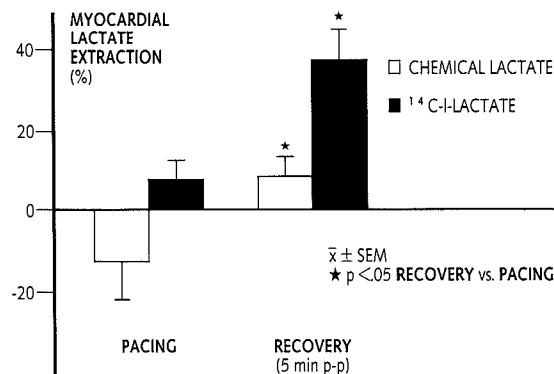 MYOCARDIAL
LACTATE
EXTRACTION
(%)
40
20
0
-20
★
★
□ CHEMICAL LACTATE
■ ¹⁴C-I-LACTATE
x̅ ± SEM
★ p <.05 RECOVERY vs. PACING
PACING
RECOVERY
(5 min p-p)